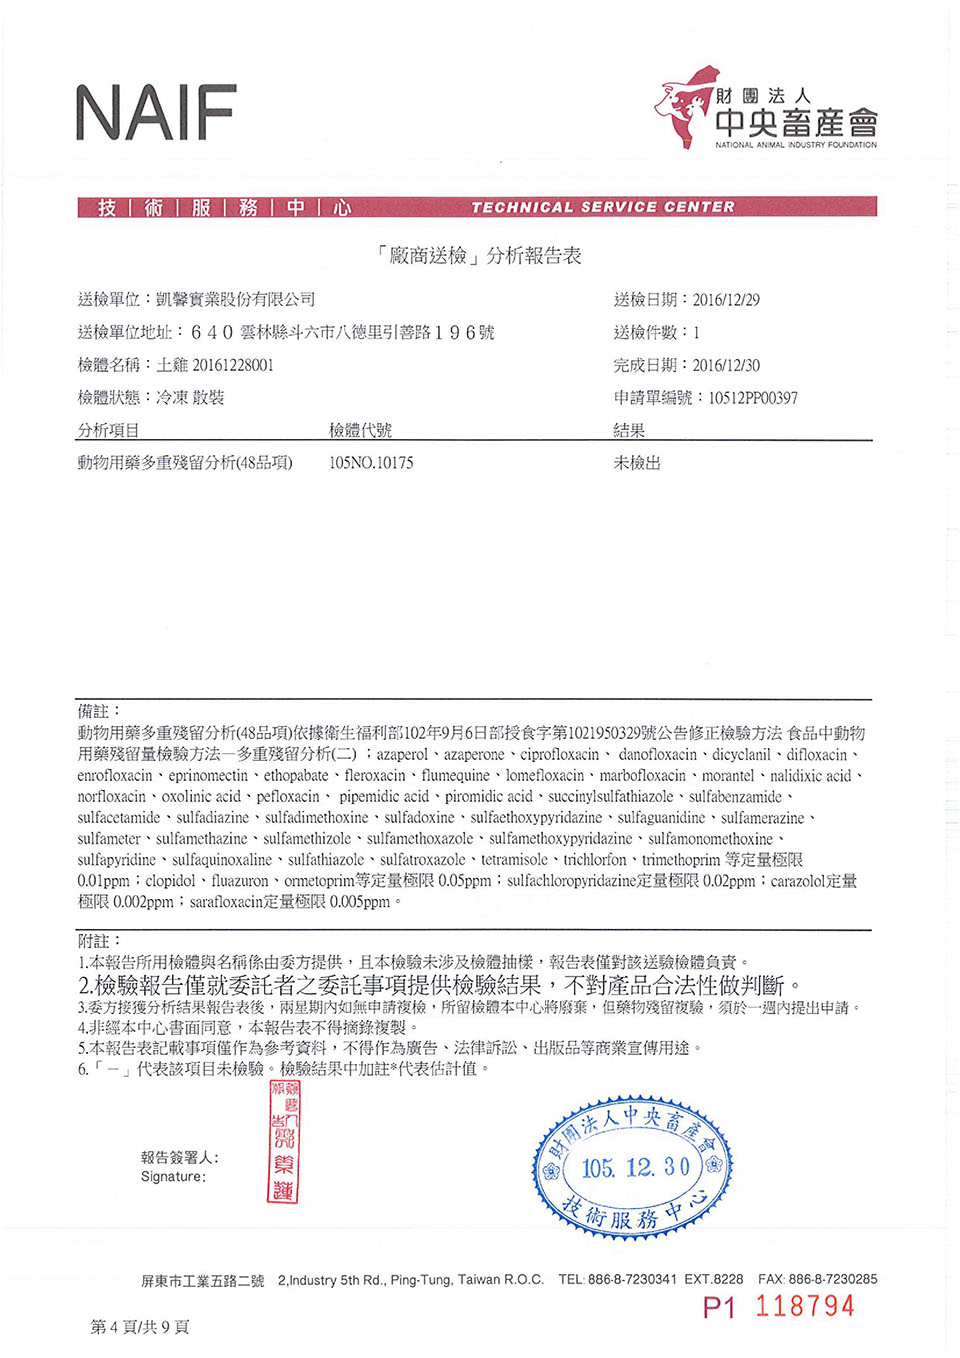 NAIF
財團法人
中央畜產會
NATIONAL ANIMAL INDUSTRY FOUNDATION
技|術|服|務|中|心
TECHNICAL SERVICE CENTER
「廠商送檢」分析報告表
送檢單位：凱馨實業股份有限公司
送檢日期：2016/12/29
送檢單位地址：６４０ 雲林縣斗六市八德里引善路１９６號
送檢件數：1
檢體名稱：土雞 20161228001
完成日期：2016/12/30
檢體狀態：冷凍 散裝
申請單編號：10512PP00397
分析項目 檢體代號 結果
動物用藥多重殘留分析(48品項) 105NO.10175 未檢出
備註：
動物用藥多重殘留分析(48品項)依據衛生福利部102年9月6日部授食字第1021950329號公告修正檢驗方法 食品中動物
用藥殘留量檢驗方法－多重殘留分析(二)；azaperol、azaperone、ciprofloxacin、 danofloxacin、dicyclanil、difloxacin、
enrofloxacin、eprinomectin、ethopabate、fleroxacin、flumequine、lomefloxacin、marbofloxacin、morantel、nalidixic acid、
norfloxacin、oxolinic acid、pefloxacin、 pipemidic acid、piromidic acid、succinylsulfathiazole、sulfabenzamide、
sulfacetamide、sulfadiazine、sulfadimethoxine、sulfadoxine、sulfaethoxypyridazine、sulfaguanidine、sulfamerazine、
sulfameter、sulfamethazine、sulfamethizole、sulfamethoxazole、sulfamethoxypyridazine、sulfamonomethoxine、
sulfapyridine、sulfaquinoxaline、sulfathiazole、sulfatroxazole、tetramisole、trichlorfon、trimethoprim 等定量極限
0.01ppm；clopidol、fluazuron、ormetoprim等定量極限 0.05ppm；sulfachloropyridazine定量極限 0.02ppm；carazolol定量
極限 0.002ppm；sarafloxacin定量極限 0.005ppm。
附註：
1.本報告所用檢體與名稱係由委方提供，且本檢驗未涉及檢體抽樣，報告表僅對該送驗檢體負責。
2.檢驗報告僅就委託者之委託事項提供檢驗結果，不對產品合法性做判斷。
3.委方接獲分析結果報告表後，兩星期內如無申請複檢，所留檢體本中心將廢棄，但藥物殘留複驗，須於一週內提出申請。
4.非經本中心書面同意，本報告表不得摘錄複製。
5.本報告表記載事項僅作為參考資料，不得作為廣告、法律訴訟、出版品等商業宣傳用途。
6.「－」代表該項目未檢驗。檢驗結果中加註*代表估計值。
報告簽署人:
Signature:
財團法人中央畜產會
105. 12. 30
技術服務中心
屏東市工業五路二號 2,Industry 5th Rd., Ping-Tung, Taiwan R.O.C. TEL: 886-8-7230341 EXT.8228 FAX: 886-8-7230285
P1 118794
第 4 頁/共 9 頁